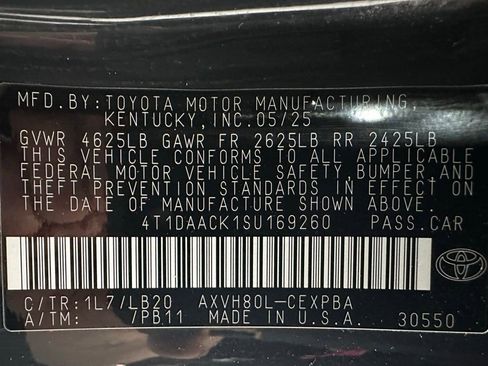 MFD.BY:TOYOTA MOTOR MANUFACTURING,
KENTUCKY,INC.05/25
GVWR 4625LB GAWR FR 2625LB RR 2425LB
THIS VEHICLE CONFORMS TO ALL APPLICABLE
FEDERAL MOTOR VEHICLE SAFETY,BUMPER,AND
THEFT PREVENTION STANDARDS IN EFFECT ON
THE DATE OF MANUFACTURE SHOWN ABOVE.
4T1DAACK1SU169260 PASS.CAR
C/TR:1L7/LB20 AXVH80L-CEXPBA
A/TM: /PB11 MADE IN U.S.A. 30550